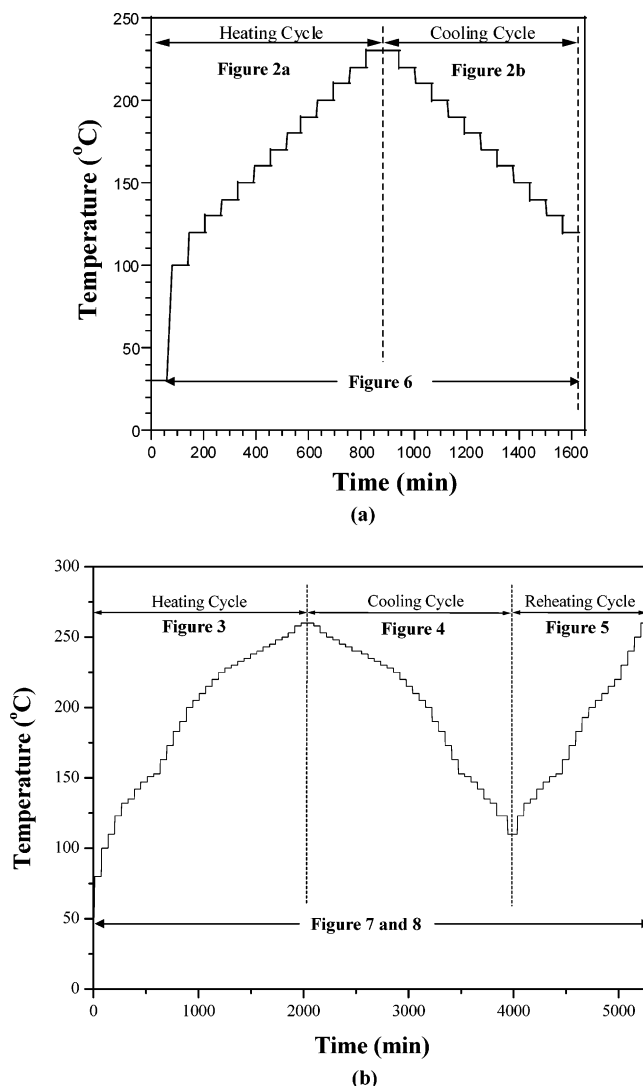 250
Heating Cycle Cooling Cycle
Figure 2a Figure 2b
200
150
100
50
Figure 6
0
0 200 400 600 800 1000 1200 1400 1600
Temperature (°C)
Time (min)
(a)
300
Heating Cycle Cooling Cycle Reheating Cycle
Figure 3 Figure 4 Figure 5
250
200
150
100
50
Figure 7 and 8
0
0 1000 2000 3000 4000 5000
Temperature (°C)
Time (min)
(b)